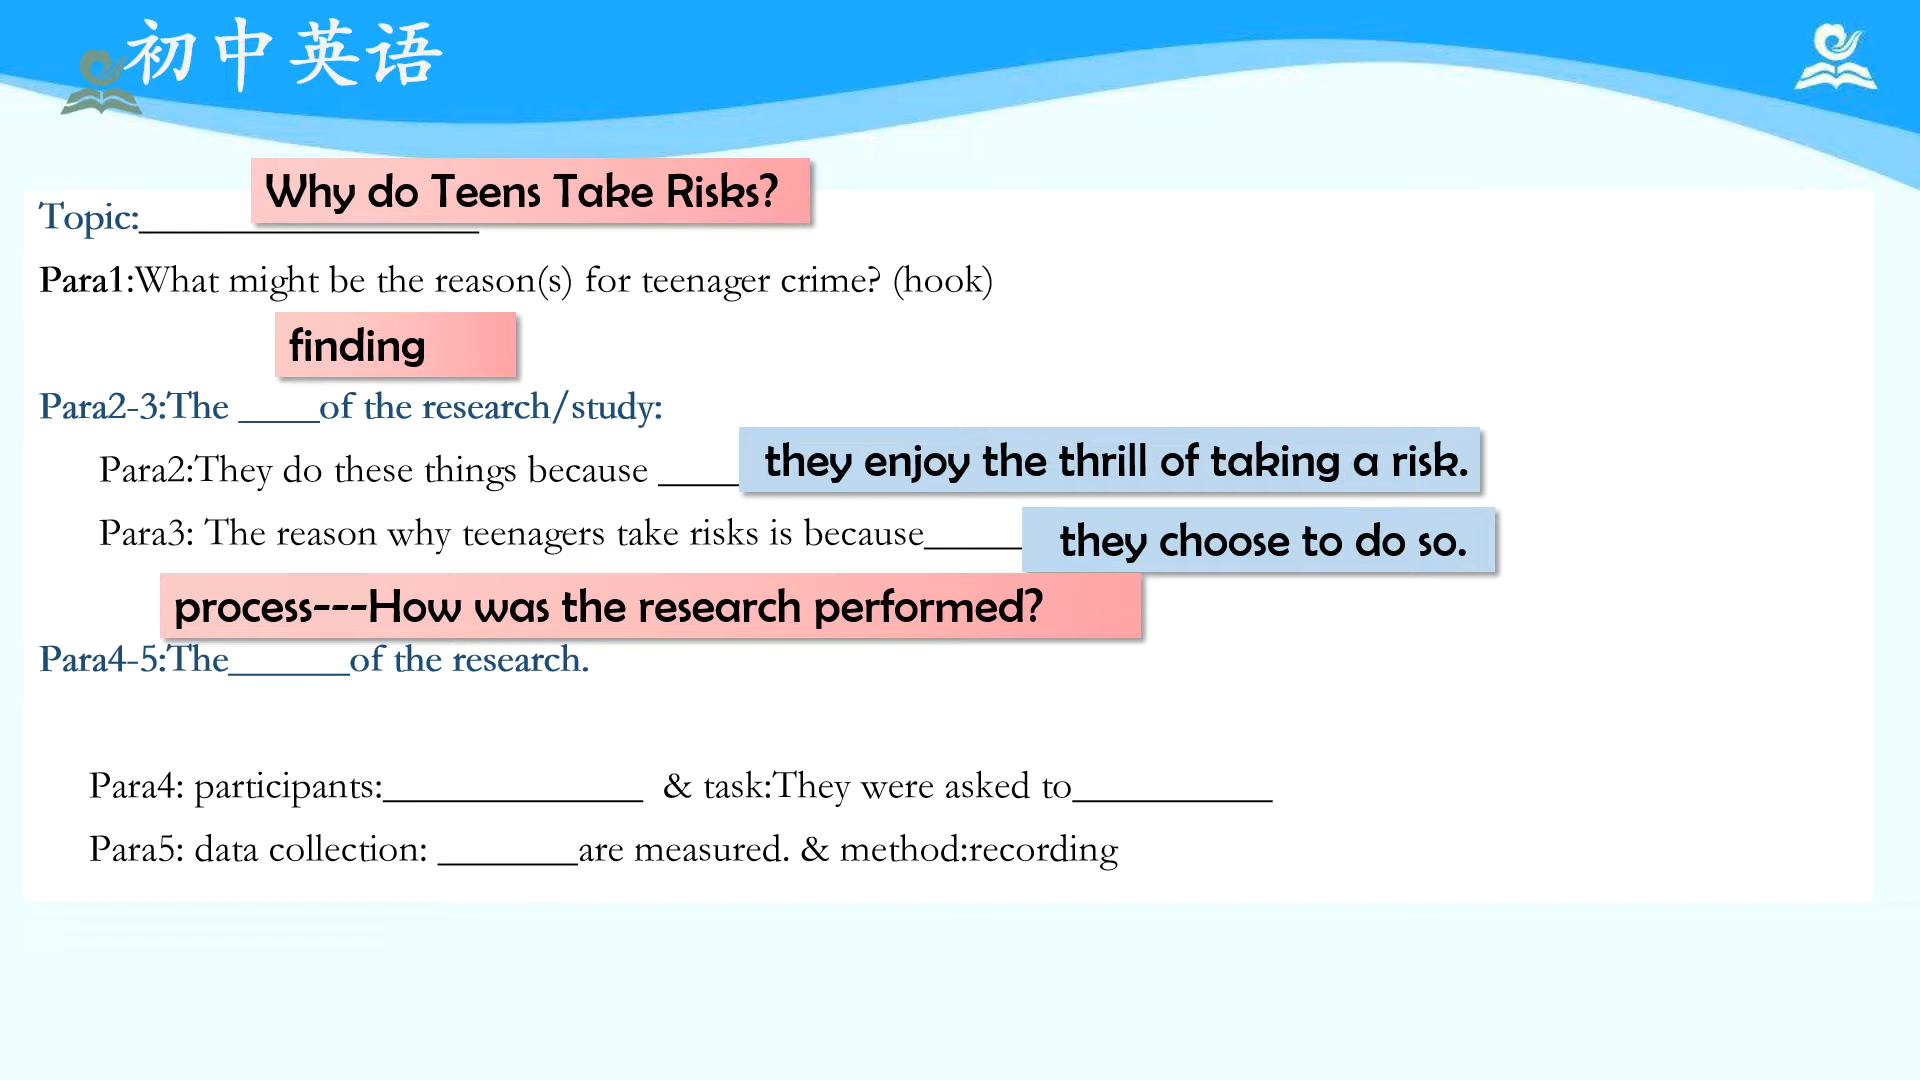 初中英语
Why do Teens Take Risks?
Topic:_________________
Para1:What might be the reason(s) for teenager crime? (hook)
finding
Para2-3:The ____of the research/study:
they enjoy the thrill of taking a risk.
Para2:They do these things because ____
they choose to do so.
Para3: The reason why teenagers take risks is because_____
process---How was the research performed?
Para4-5:The______of the research.
Para4: participants:_____________ & task:They were asked to__________
Para5: data collection: _______are measured. & method:recording